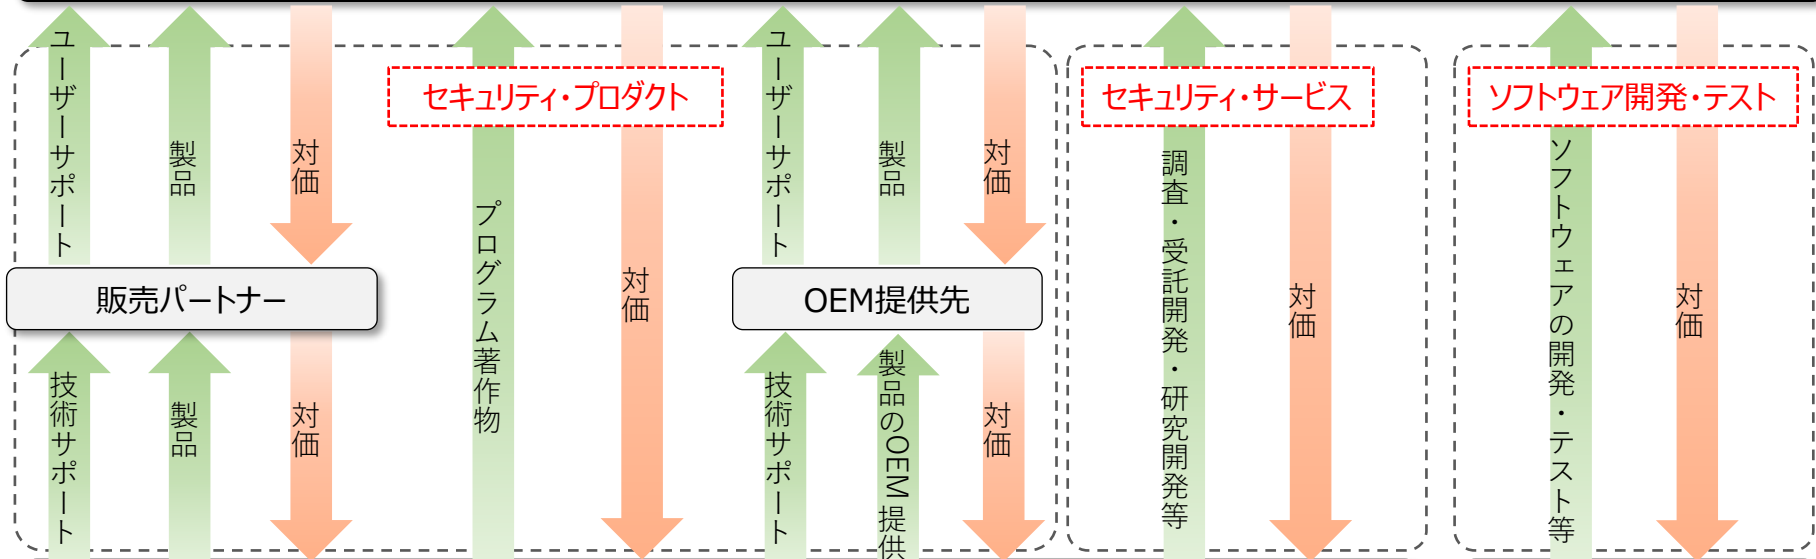 セキュリティ・プロダクト
セキュリティ・サービス
ソフトウェア開発・テスト
ユーザーサポート
製品
対価
プログラム著作物
対価
ユーザーサポート
製品
対価
調査・受託開発・研究開発等
対価
ソフトウェアの開発・テスト等
対価
販売パートナー
OEM提供先
技術サポート
製品
対価
技術サポート
製品のOEM提供
対価